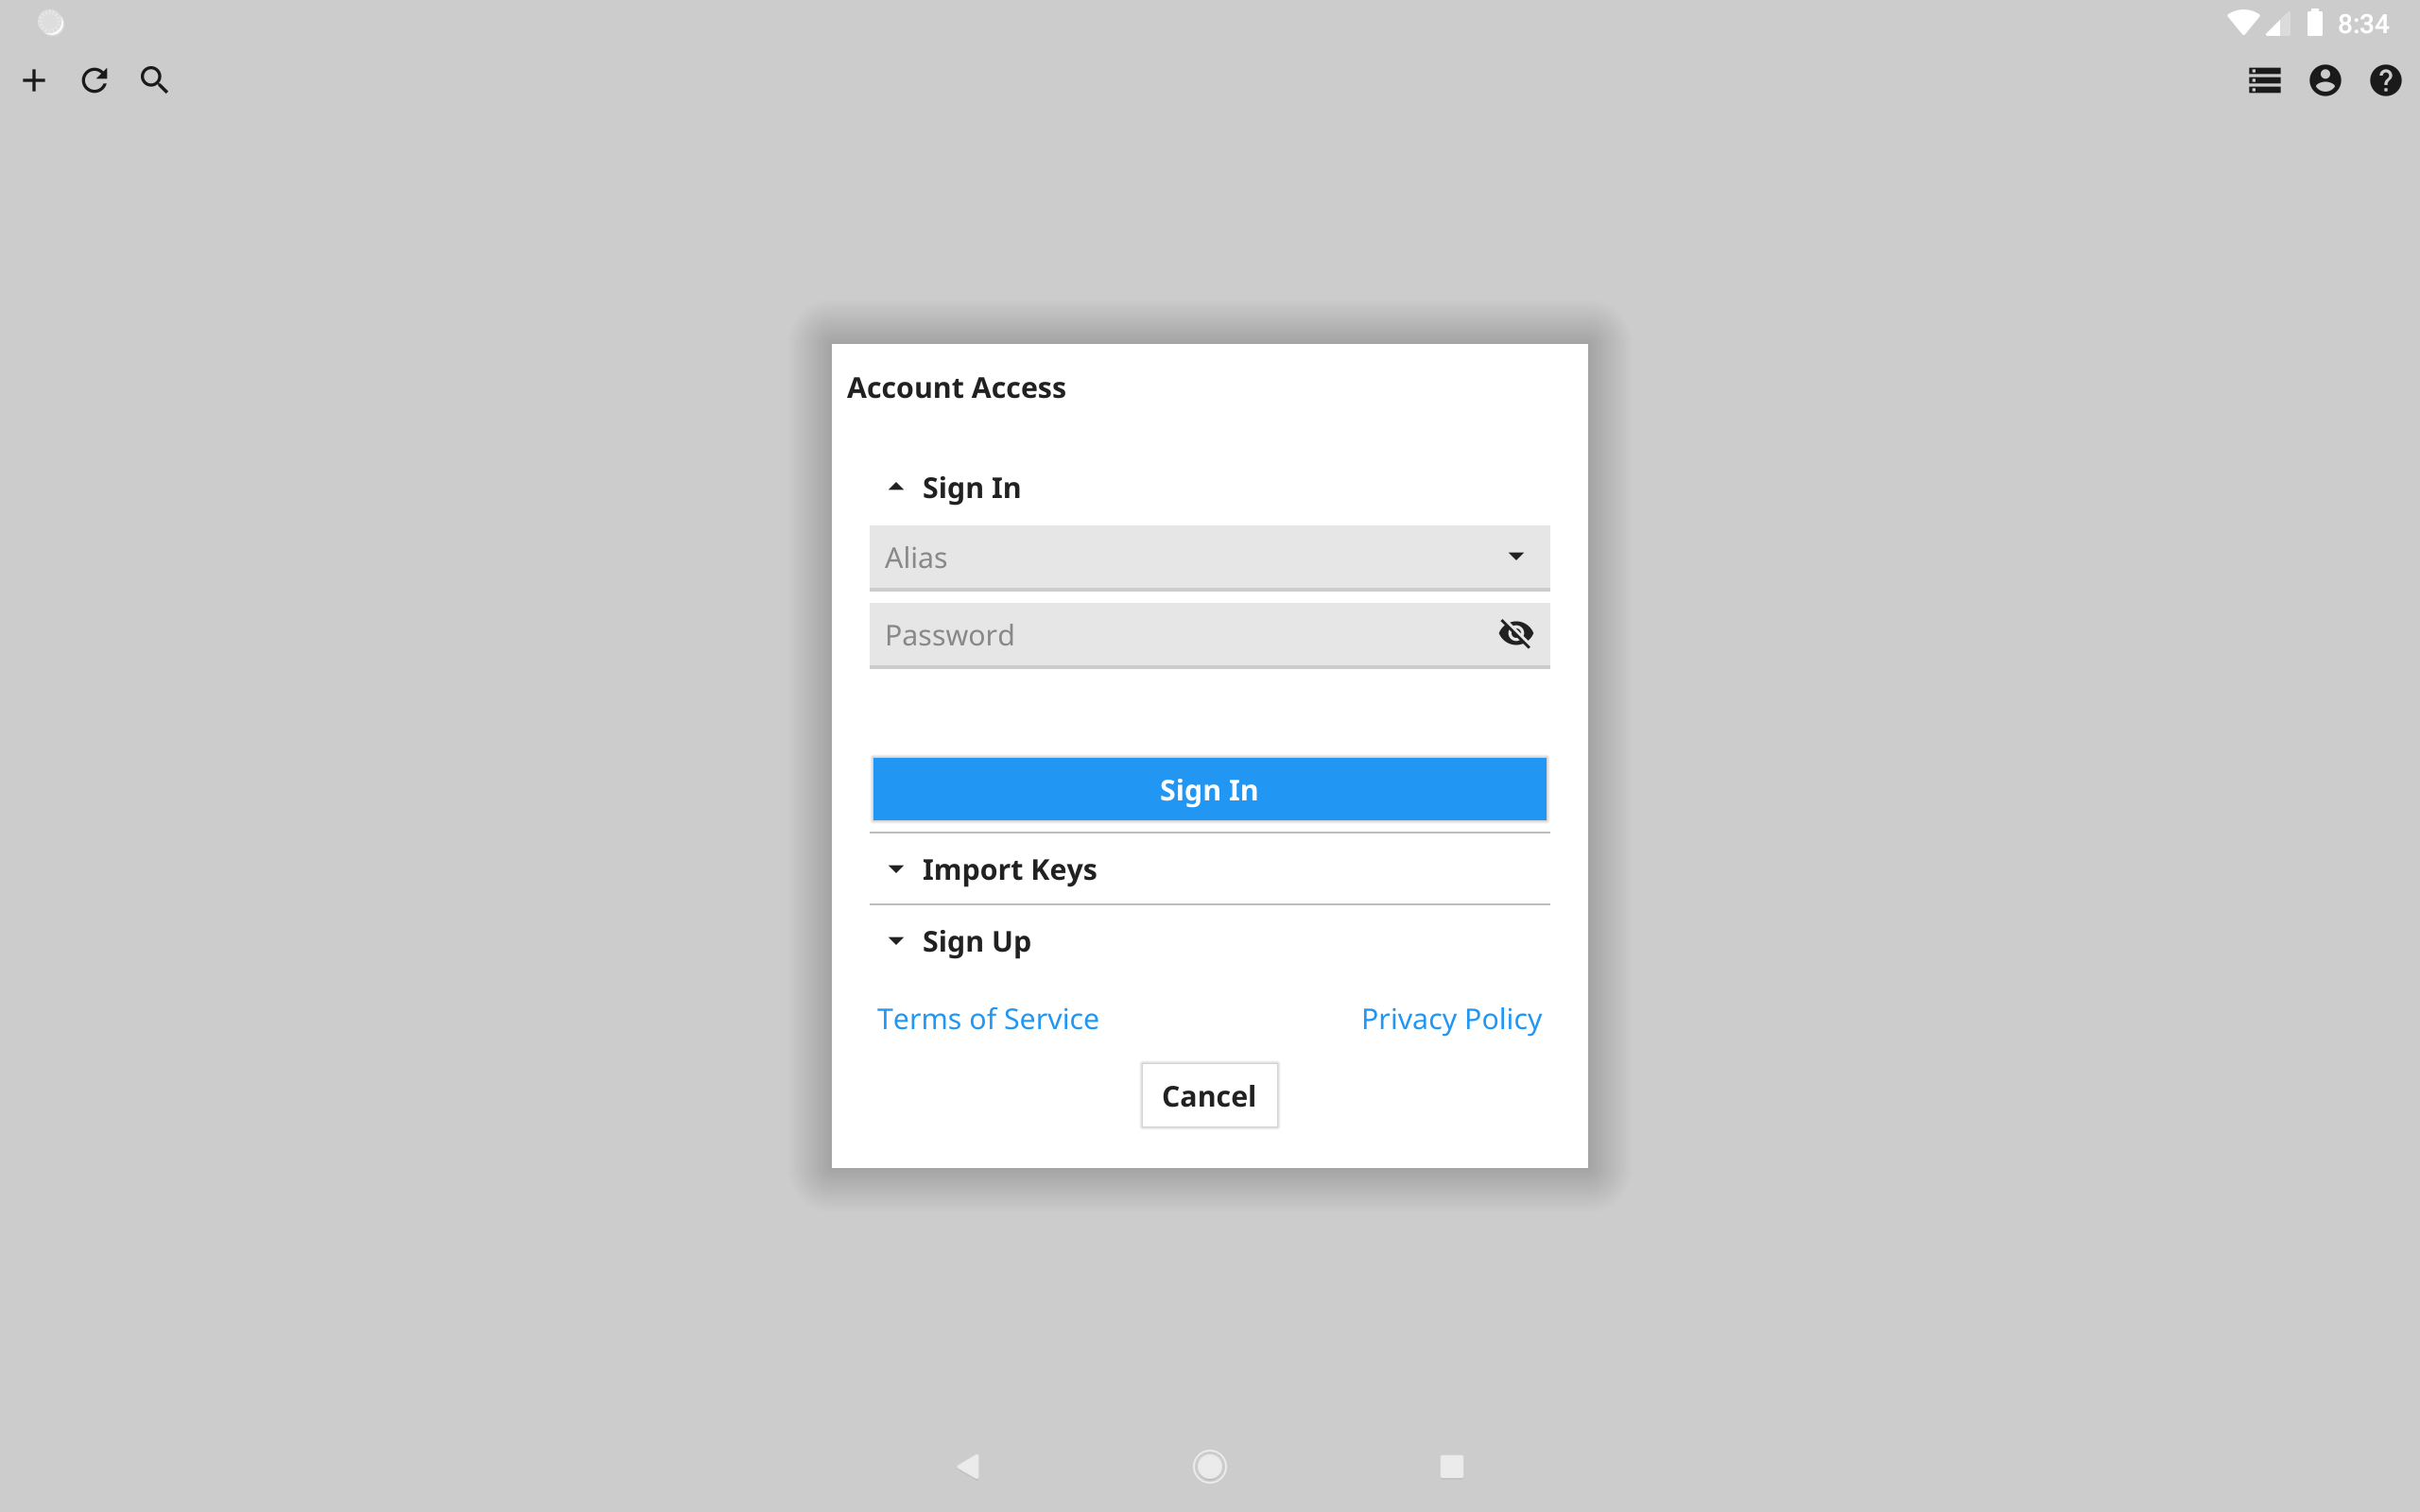 8:34
Account Access
Sign In
Alias
Password
Sign In
Import Keys
Sign Up
Terms of Service Privacy Policy
Cancel